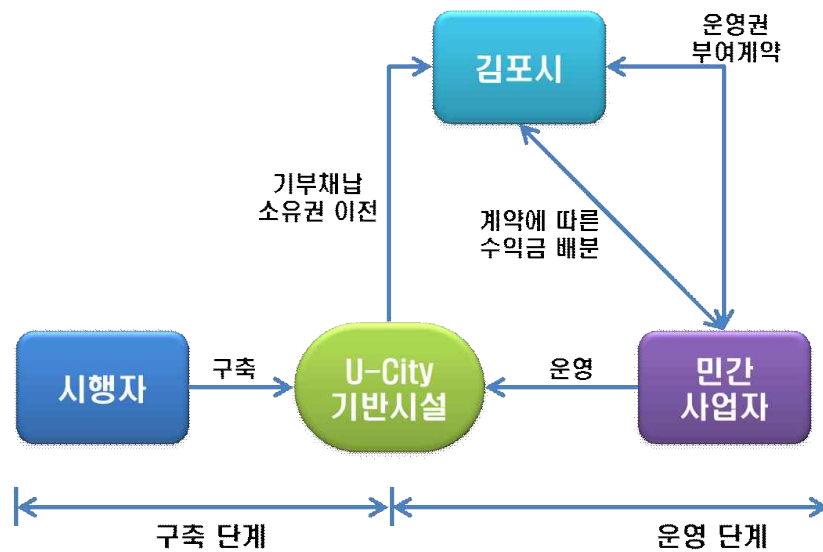 운영권
부여계약
김포시
기부채납
소유권 이전
계약에 따른
수익금 배분
시행자
구축
U-City
기반시설
운영
민간
사업자
구축 단계
운영 단계